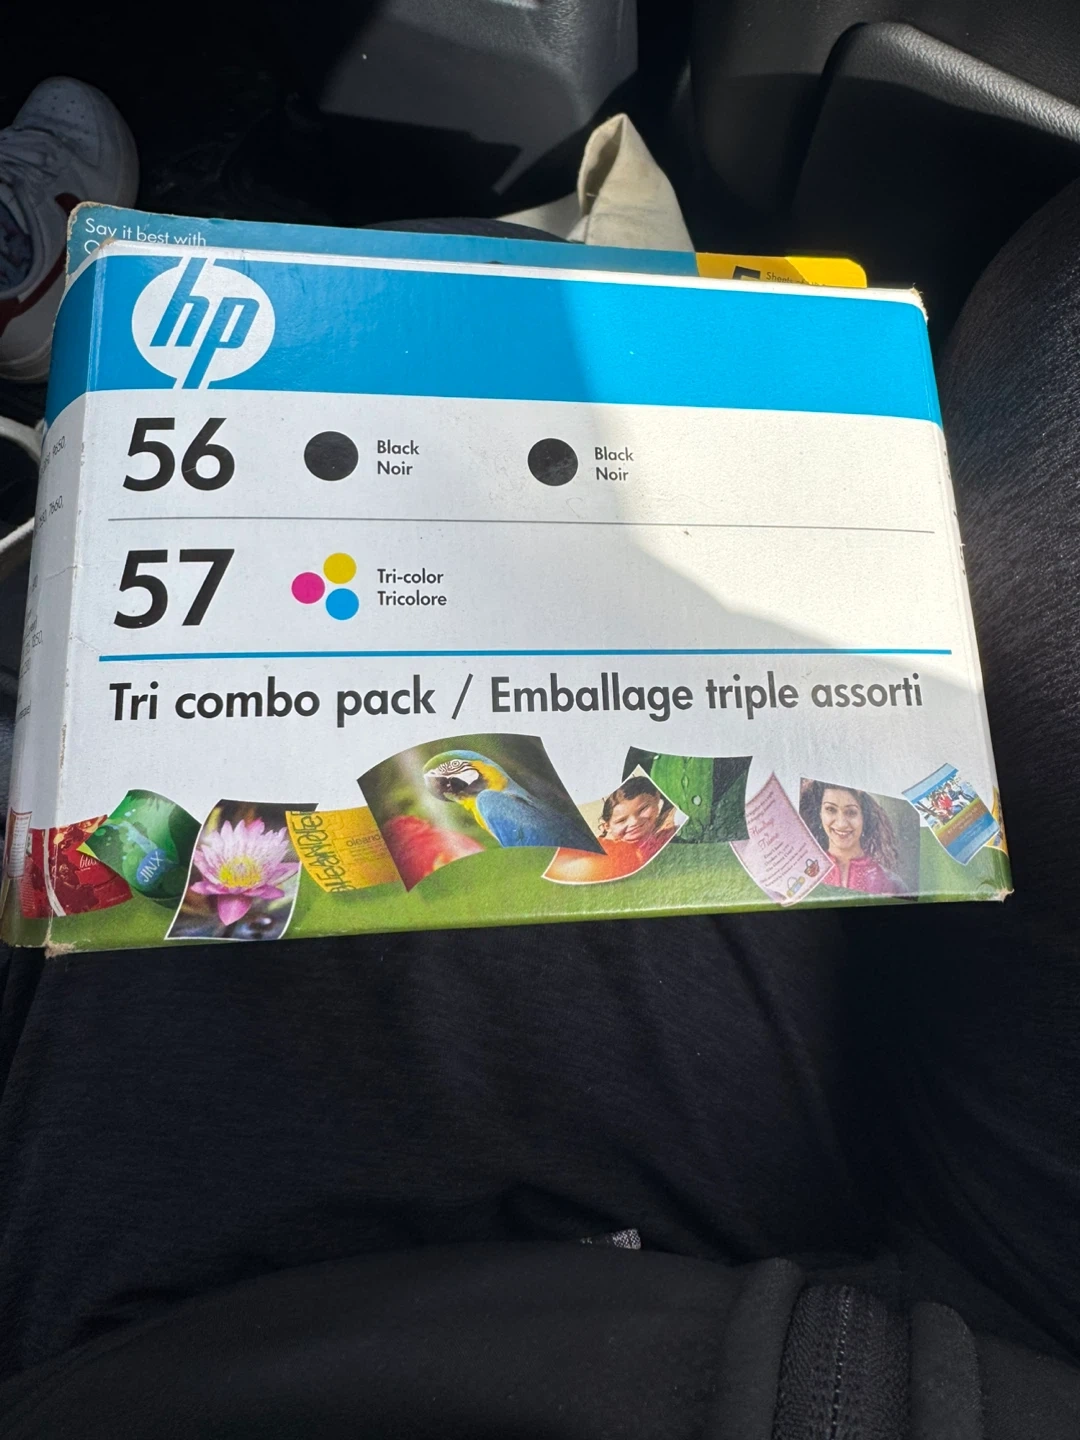 Say it best with
hp
56
Black
Noir
Black
Noir
57
Tri-color
Tricolore
Tri combo pack / Emballage triple assorti
JINX